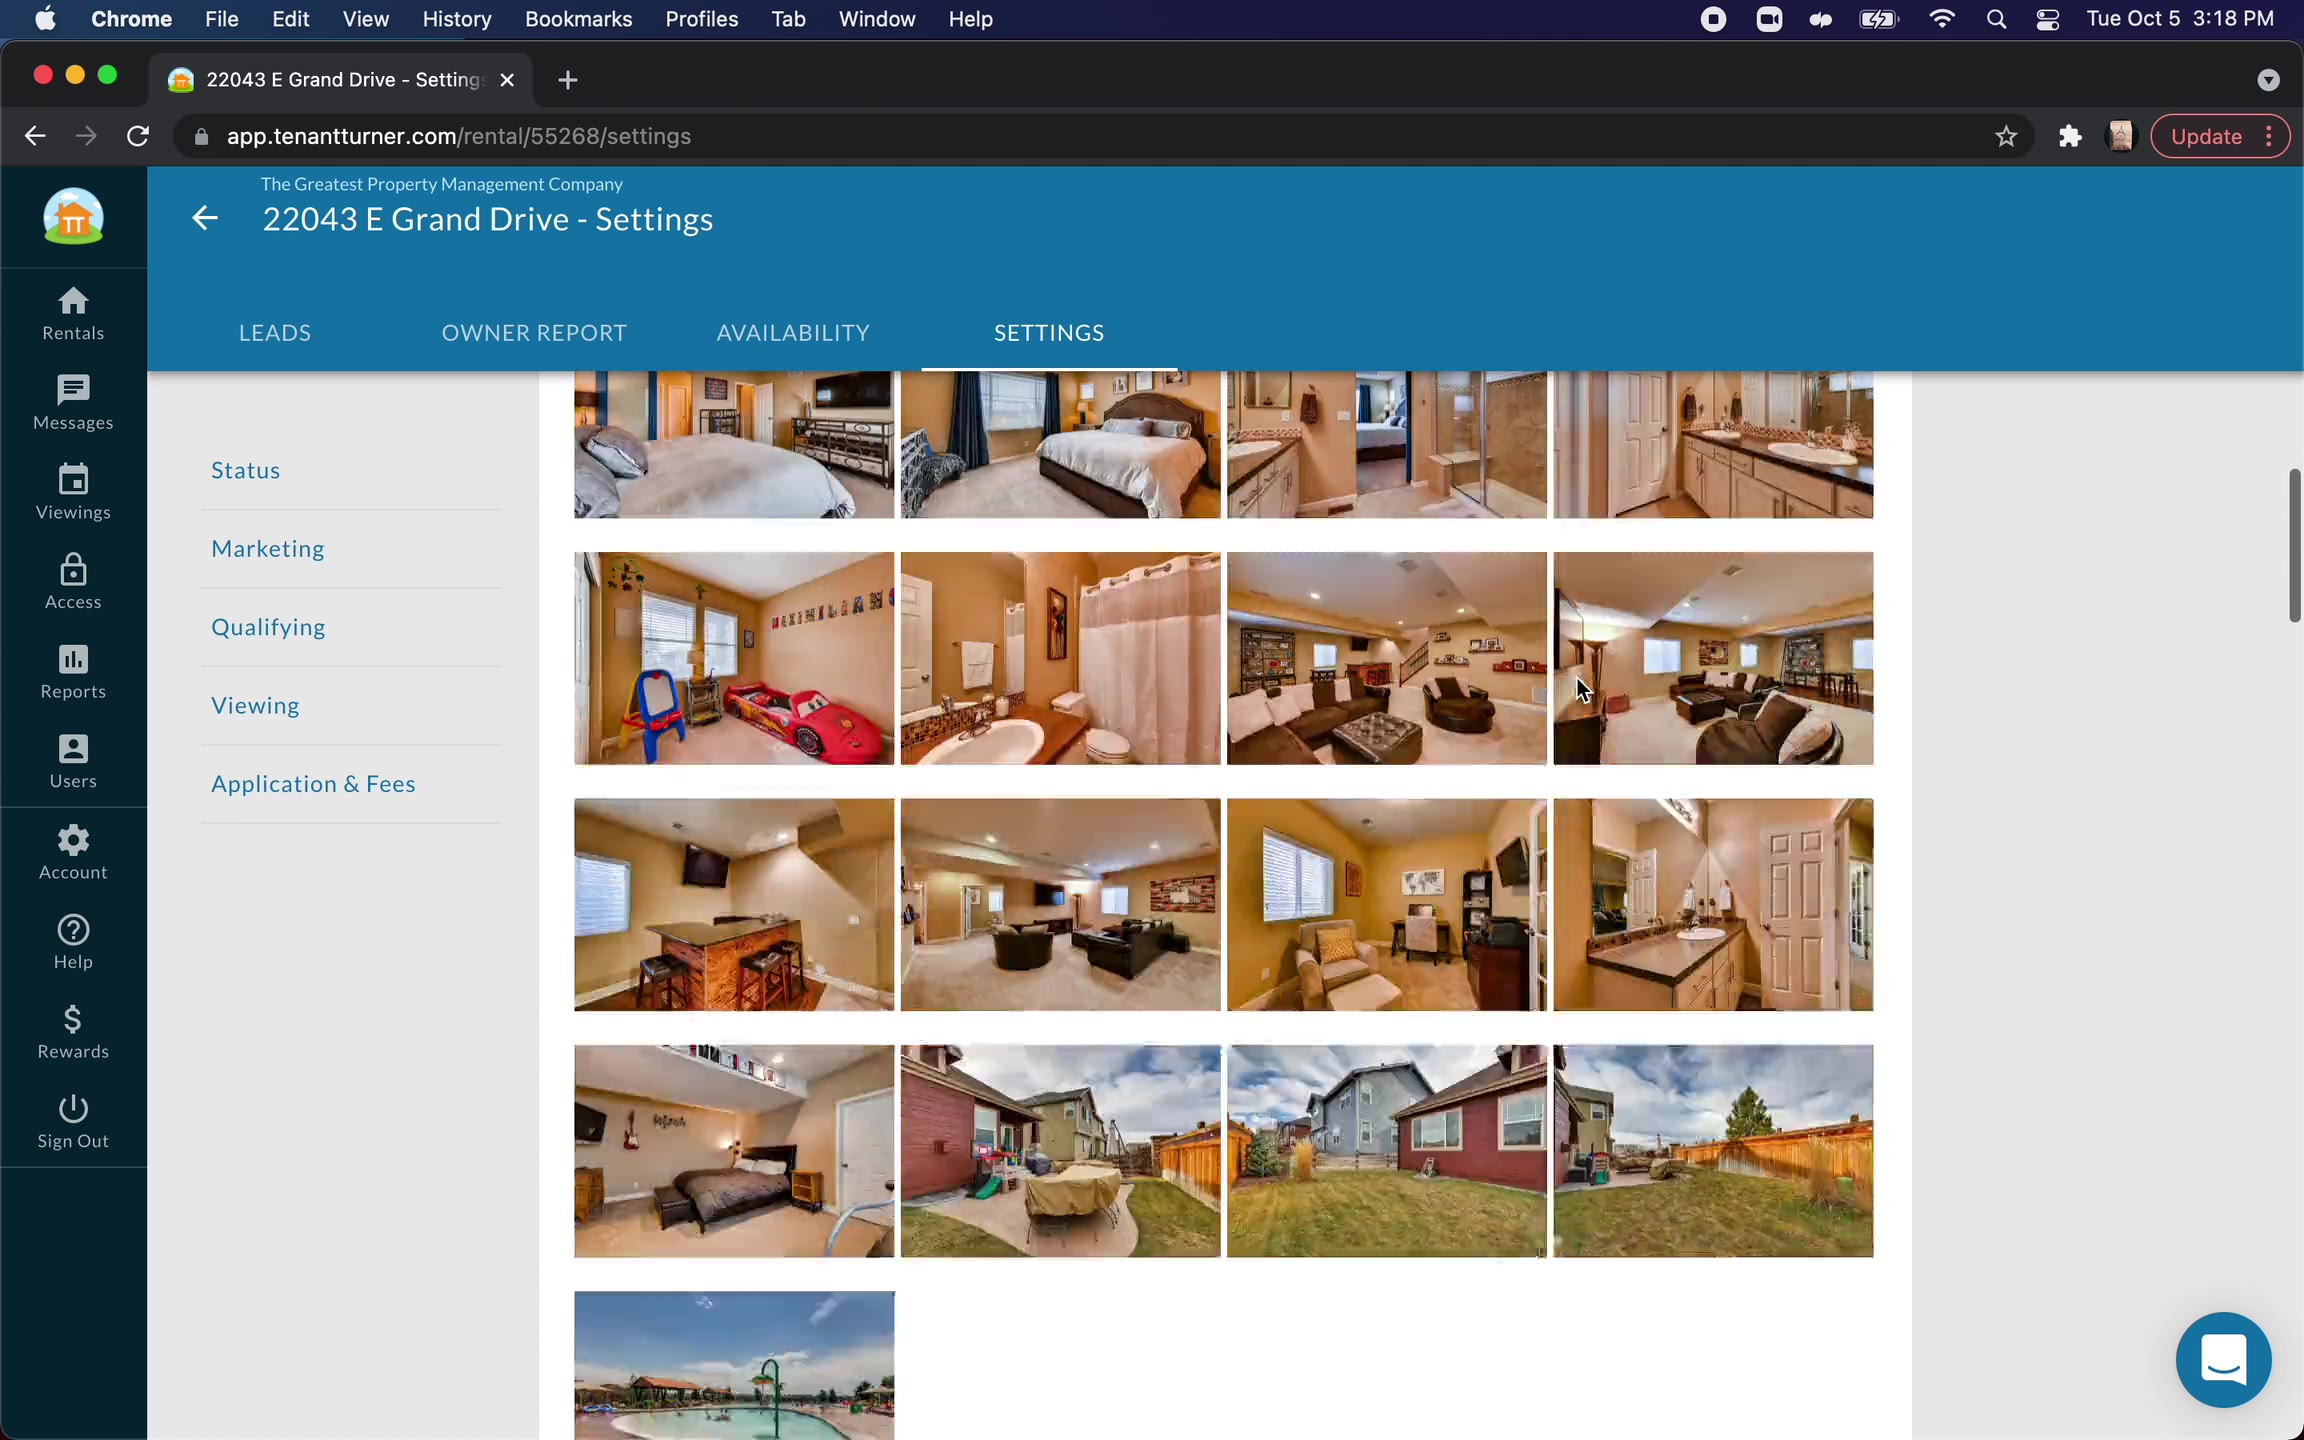 Chrome File Edit View History Bookmarks Profiles Tab Window Help Tue Oct 5 3:18 PM
22043 E Grand Drive - Settings
app.tenantturner.com/rental/55268/settings
Update
The Greatest Property Management Company
22043 E Grand Drive - Settings
LEADS OWNER REPORT AVAILABILITY SETTINGS
Rentals
Messages
Viewings
Access
Reports
Users
Account
Help
Rewards
Sign Out
Status
Marketing
Qualifying
Viewing
Application & Fees